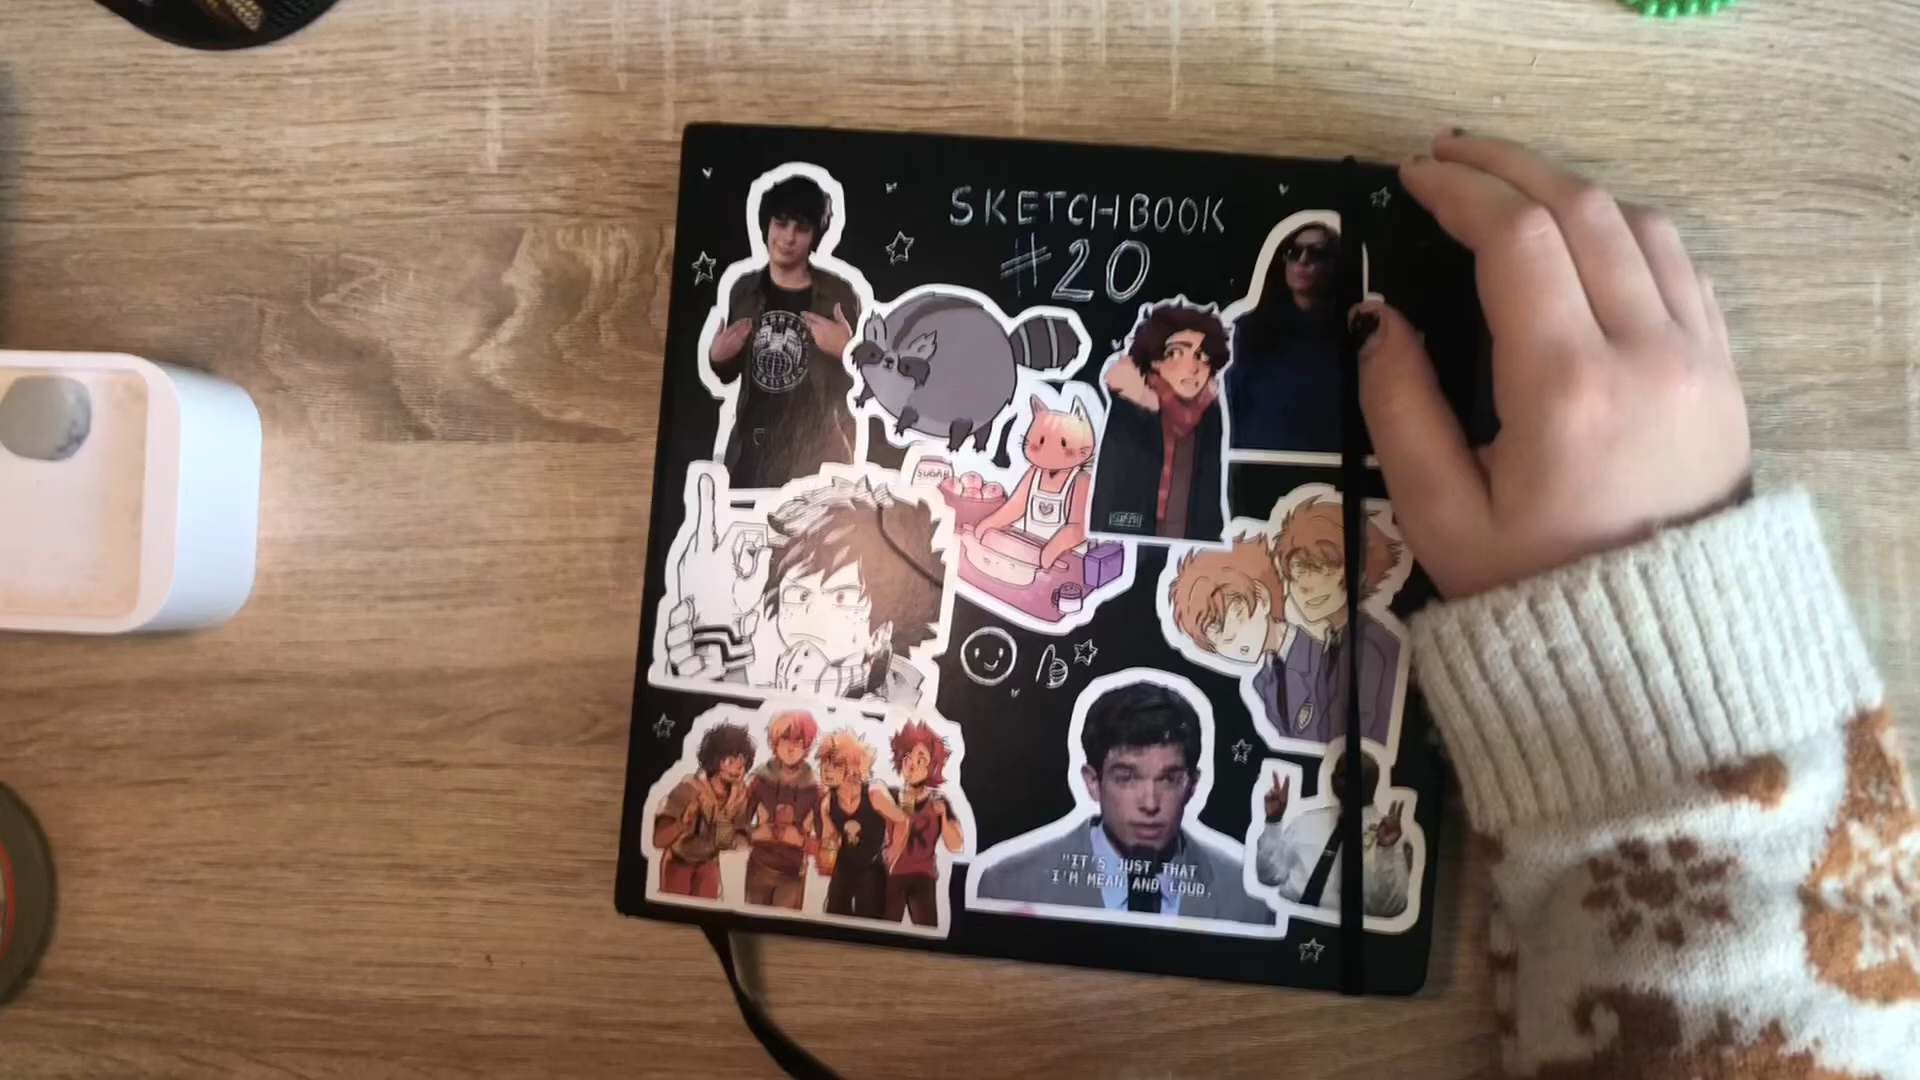 SKETCHBOOK
#20
SUGAR
"IT'S JUST THAT
I'M MEAN AND LOUD.